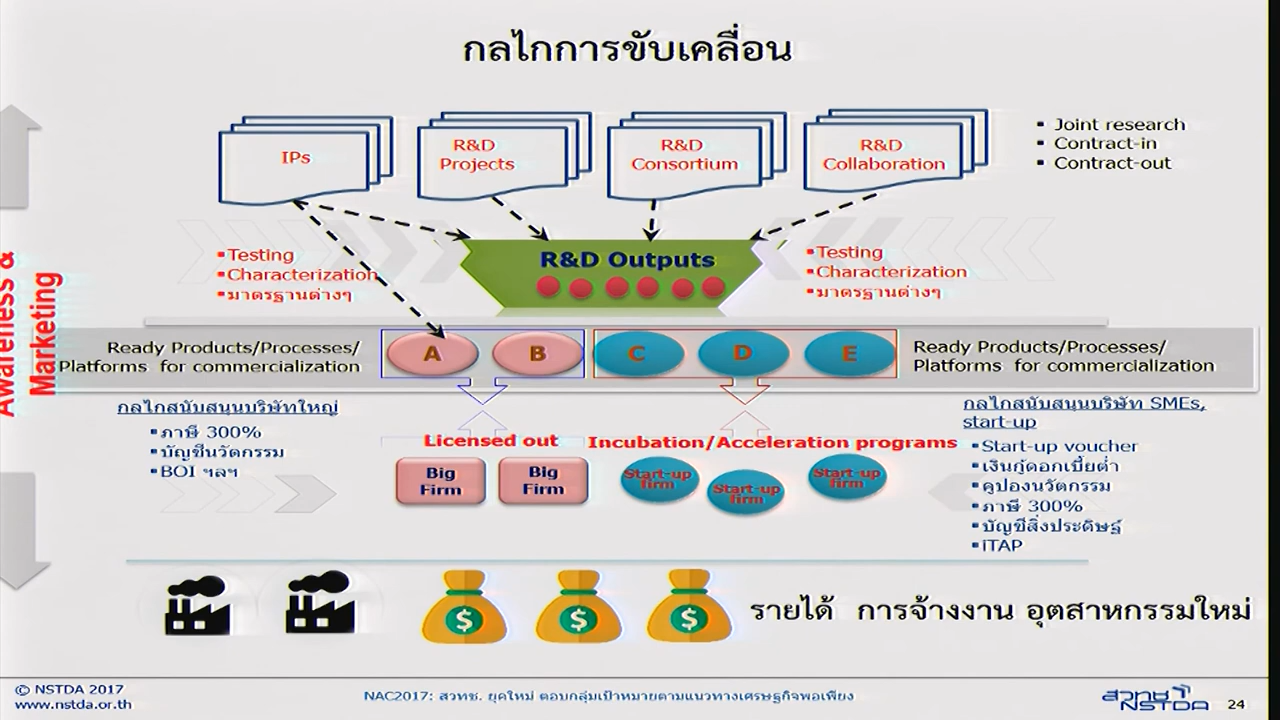 กลไกการขับเคลื่อน
IPs
R&D
Projects
R&D
Consortium
R&D
Collaboration
▪ Joint research
▪ Contract-in
▪ Contract-out
Awareness &
Marketing
▪Testing
▪Characterization
▪มาตรฐานต่างๆ
R&D Outputs
▪Testing
▪Characterization
▪มาตรฐานต่างๆ
Ready Products/Processes/
Platforms for commercialization
A
B
C
D
E
Ready Products/Processes/
Platforms for commercialization
กลไกสนับสนุนบริษัทใหญ่
▪ภาษี 300%
▪บัญชีนวัตกรรม
▪BOI ฯลฯ
Licensed out
Big
Firm
Big
Firm
Incubation/Acceleration programs
Start-up
firm
Start-up
firm
Start-up
firm
กลไกสนับสนุนบริษัท SMEs,
start-up
▪Start-up voucher
▪เงินกู้ดอกเบี้ยต่ำ
▪คูปองนวัตกรรม
▪ภาษี 300%
▪บัญชีสิ่งประดิษฐ์
▪iTAP
$
$
$
รายได้ การจ้างงาน อุตสาหกรรมใหม่
© NSTDA 2017
www.nstda.or.th
NAC2017: สวทช. ยุคใหม่ ตอบกลุ่มเป้าหมายตามแนวทางเศรษฐกิจพอเพียง
สวทช
NSTDA
24